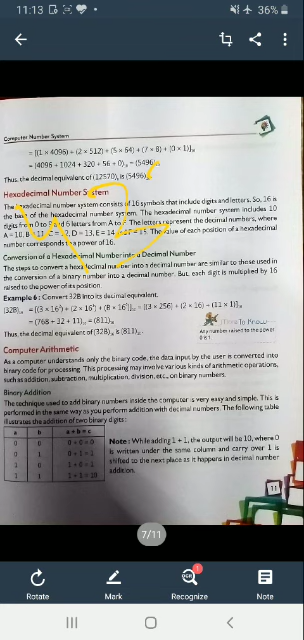 11:13
36%
Computer Number System
= [(1 × 4096) + (2 × 512) + (5 × 64) + (7 × 8) + (0 × 1)]₁₀
= (4096 + 1024 + 320 + 56 + 0)₁₀ = (5496)₁₀
Thus, the decimal equivalent of (12570)₈ is (5496)₁₀.
Hexadecimal Number System
The hexadecimal number system consists of 16 symbols that include digits and letters. So, 16 is
the base of the hexadecimal number system. The hexadecimal number system includes 10
digits from 0 to 9 and 6 letters from A to F. The letters represent the decimal numbers, where
A = 10, B = 11, C = 12, D = 13, E = 14, F = 15. The value of each position of a hexadecimal
number corresponds to a power of 16.
Conversion of a Hexadecimal Number into a Decimal Number
The steps to convert a hexadecimal number into a decimal number are similar to those used in
the conversion of a binary number into a decimal number. But, each digit is multiplied by 16
raised to the power of its position.
Example 6 : Convert 32B into its decimal equivalent.
(32B)₁₆ = [(3 × 16²) + (2 × 16¹) + (B × 16⁰)]₁₀ = [(3 × 256) + (2 × 16) + (11 × 1)]₁₀
= (768 + 32 + 11)₁₀ = (811)₁₀
Thus, the decimal equivalent of (32B)₁₆ is (811)₁₀.
Time To Know
Any number raised to the power
0 is 1.
Computer Arithmetic
As a computer understands only the binary code, the data input by the user is converted into
binary code for processing. This processing may involve various kinds of arithmetic operations,
such as addition, subtraction, multiplication, division, etc., on binary numbers.
Binary Addition
The technique used to add binary numbers inside the computer is very easy and simple. This is
performed in the same way as you perform addition with decimal numbers. The following table
illustrates the addition of two binary digits:
a b a+b=c
0 0 0+0=0
0 1 0+1=1
1 0 1+0=1
1 1 1+1=10
Note : While adding 1 + 1, the output will be 10, where 0
is written under the same column and carry over 1 is
shifted to the next place as it happens in decimal number
addition.
11
7/11
OCR
1
Rotate
Mark
Recognize
Note